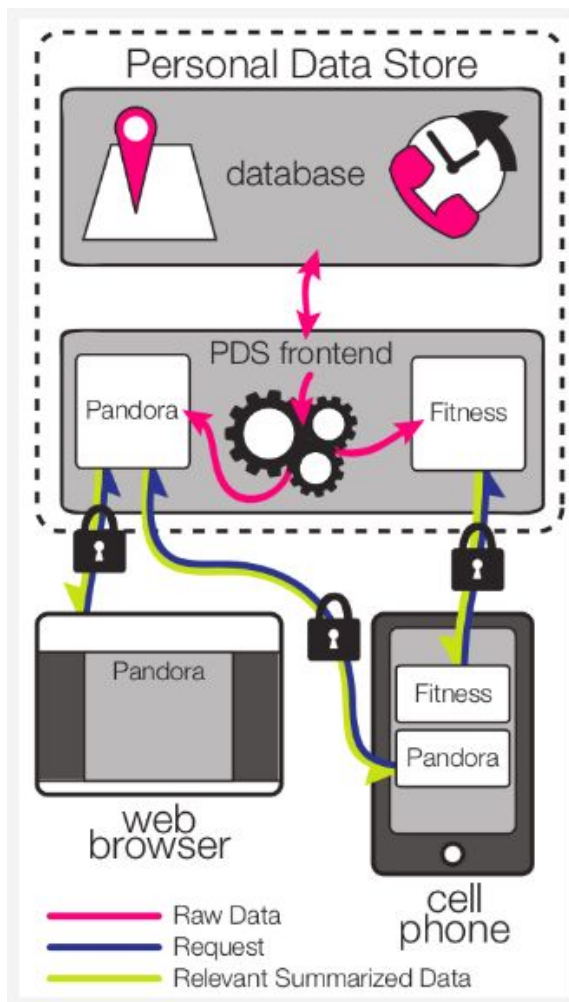 Personal Data Store
database
PDS frontend
Pandora
Fitness
Pandora
Fitness
Pandora
web
browser
cell
phone
Raw Data
Request
Relevant Summarized Data